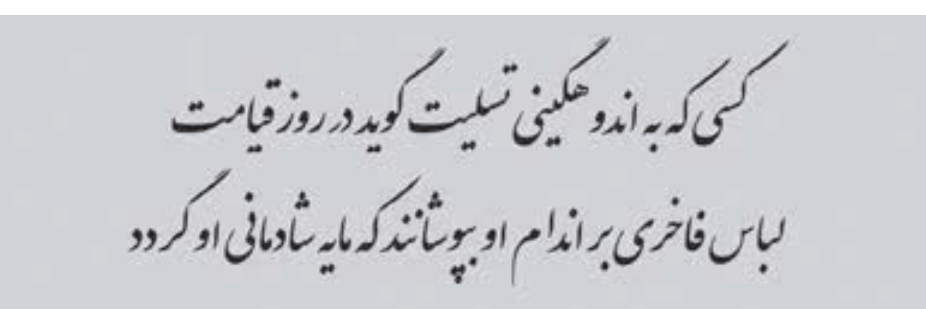 کسی که به اندوهگینی تسلیت گوید در روز قیامت
لباس فاخری بر اندام او بپوشانند که مایه شادمانی او گردد